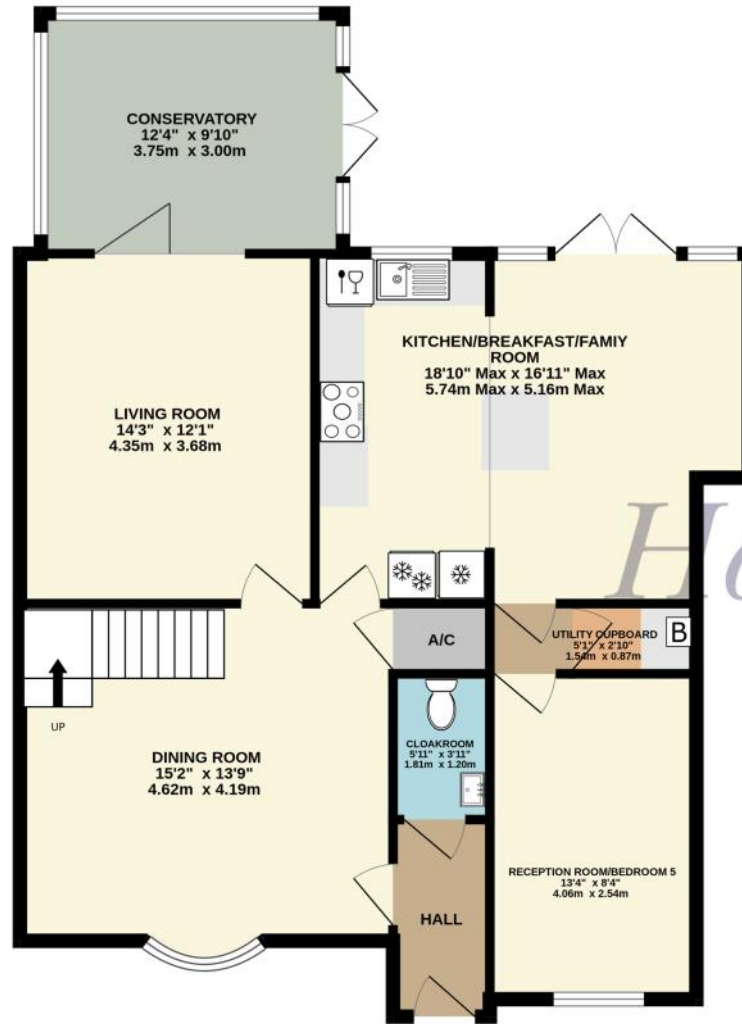 CONSERVATORY
12'4" x 9'10"
3.75m x 3.00m
KITCHEN/BREAKFAST/FAMIY
ROOM
18'10" Max x 16'11" Max
5.74m Max x 5.16m Max
LIVING ROOM
14'3" x 12'1"
4.35m x 3.68m
A/C
UTILITY CUPBOARD
5'1" x 2'10"
1.54m x 0.87m
B
UP
CLOAKROOM
5'11" x 3'11"
1.81m x 1.20m
DINING ROOM
15'2" x 13'9"
4.62m x 4.19m
RECEPTION ROOM/BEDROOM 5
13'4" x 8'4"
4.06m x 2.54m
HALL